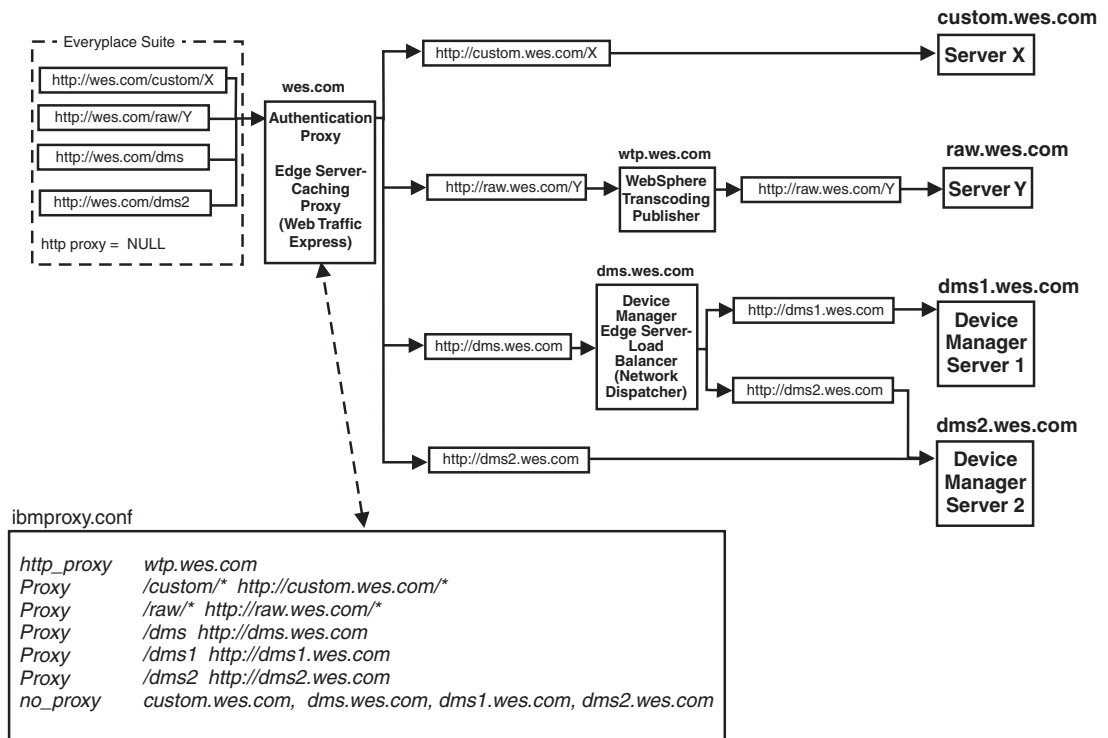 custom.wes.com
Everyplace Suite
http://wes.com/custom/X
http://wes.com/raw/Y
http://wes.com/dms
http://wes.com/dms2
http proxy = NULL
wes.com
Authentication
Proxy
Edge Server-
Caching
Proxy
(Web Traffic
Express)
http://custom.wes.com/X
Server X
raw.wes.com
http://raw.wes.com/Y
wtp.wes.com
WebSphere
Transcoding
Publisher
http://raw.wes.com/Y
Server Y
dms.wes.com
http://dms.wes.com
Device
Manager
Edge Server-
Load
Balancer
(Network
Dispatcher)
http://dms1.wes.com
http://dms2.wes.com
dms1.wes.com
Device
Manager
Server 1
http://dms2.wes.com
dms2.wes.com
Device
Manager
Server 2
ibmproxy.conf
http_proxy wtp.wes.com
Proxy /custom/* http://custom.wes.com/*
Proxy /raw/* http://raw.wes.com/*
Proxy /dms http://dms.wes.com
Proxy /dms1 http://dms1.wes.com
Proxy /dms2 http://dms2.wes.com
no_proxy custom.wes.com, dms.wes.com, dms1.wes.com, dms2.wes.com